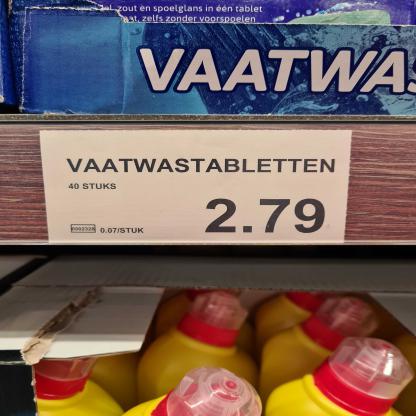 zout en spoelglans in één tablet
zelfs zonder voorspoelen
VAATWAS
VAATWASTABLETTEN
40 STUKS
2.79
0.07/STUK